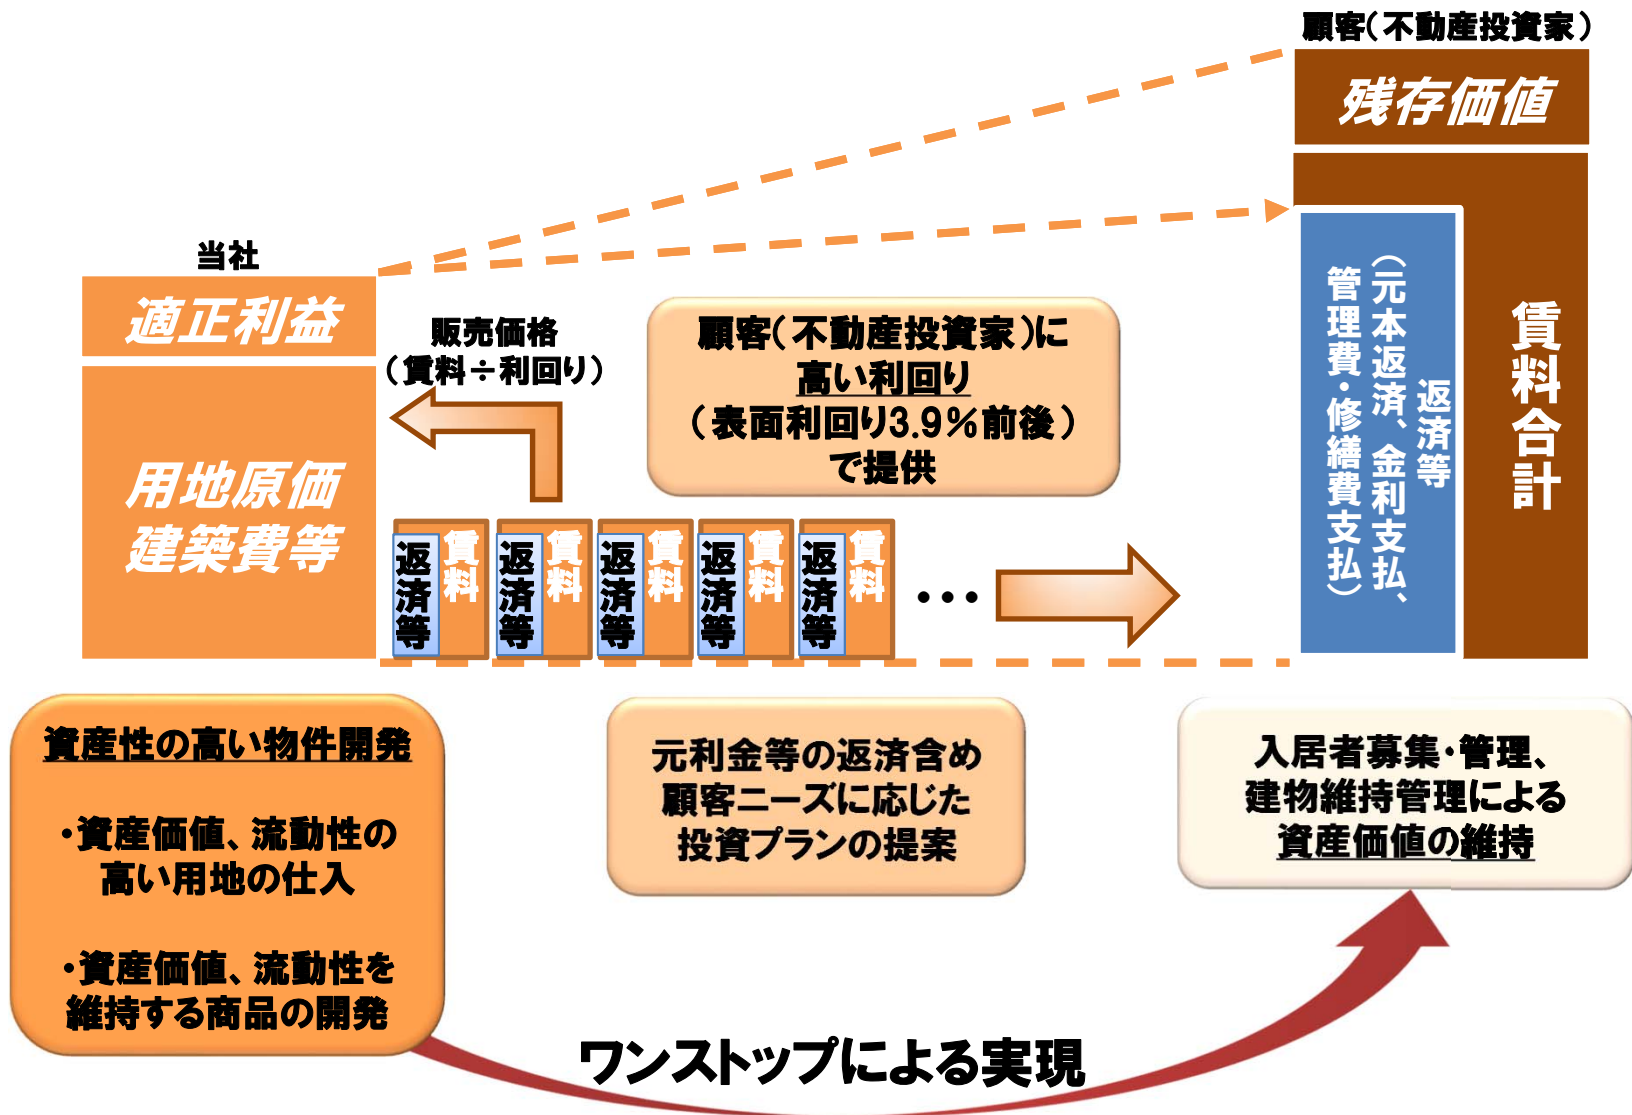 顧客(不動産投資家)
残存価値
賃料合計
返済等
(元本返済、金利支払、
管理費・修繕費支払)
当社
適正利益
用地原価
建築費等
販売価格
(賃料÷利回り)
顧客(不動産投資家)に
高い利回り
(表面利回り3.9%前後)
で提供
返済等
賃料
返済等
賃料
返済等
賃料
返済等
賃料
返済等
賃料
•••
資産性の高い物件開発
・資産価値、流動性の
高い用地の仕入
・資産価値、流動性を
維持する商品の開発
元利金等の返済含め
顧客ニーズに応じた
投資プランの提案
入居者募集・管理、
建物維持管理による
資産価値の維持
ワンストップによる実現